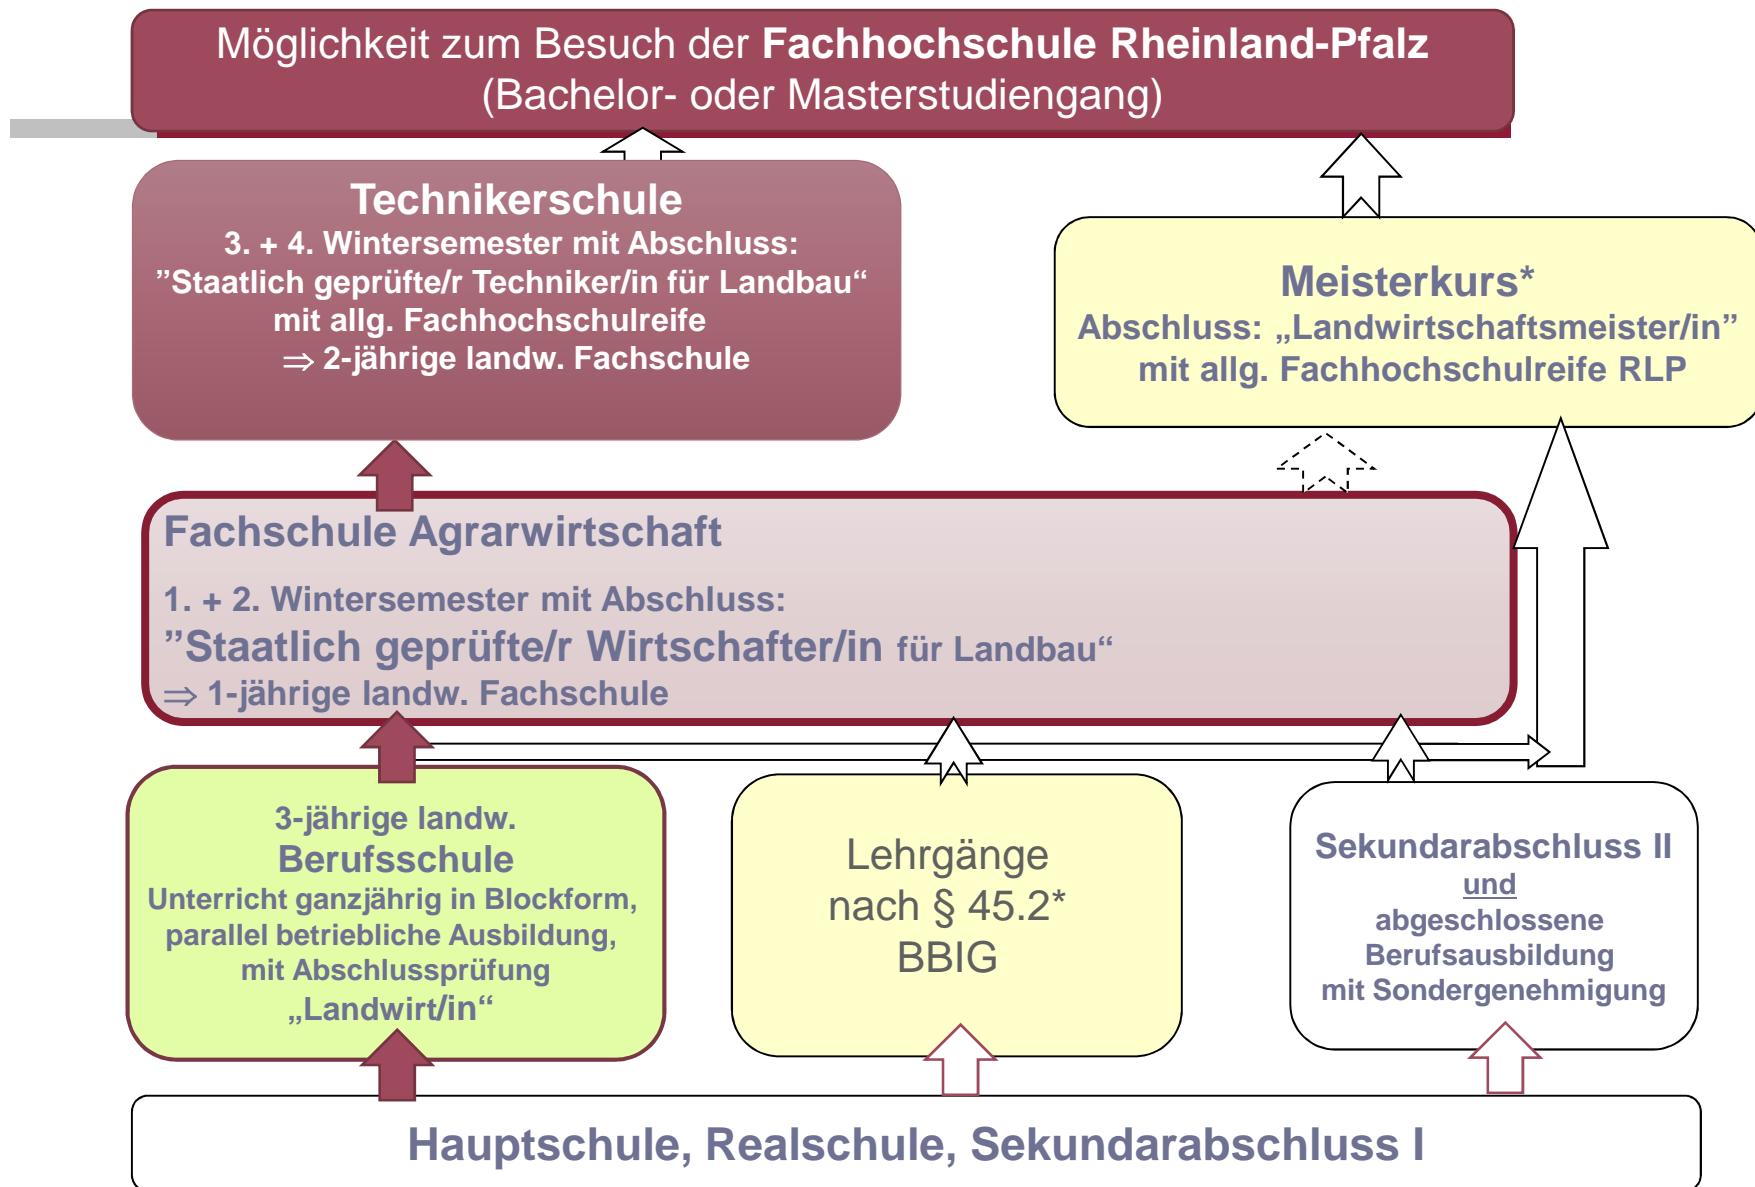 Möglichkeit zum Besuch der Fachhochschule Rheinland-Pfalz
(Bachelor- oder Masterstudiengang)
Technikerschule
3. + 4. Wintersemester mit Abschluss:
”Staatlich geprüfte/r Techniker/in für Landbau“
mit allg. Fachhochschulreife
⇒ 2-jährige landw. Fachschule
Meisterkurs*
Abschluss: „Landwirtschaftsmeister/in”
mit allg. Fachhochschulreife RLP
Fachschule Agrarwirtschaft
1. + 2. Wintersemester mit Abschluss:
”Staatlich geprüfte/r Wirtschafter/in für Landbau“
⇒ 1-jährige landw. Fachschule
3-jährige landw.
Berufsschule
Unterricht ganzjährig in Blockform,
parallel betriebliche Ausbildung,
mit Abschlussprüfung
„Landwirt/in“
Lehrgänge
nach § 45.2*
BBIG
Sekundarabschluss II
und
abgeschlossene
Berufsausbildung
mit Sondergenehmigung
Hauptschule, Realschule, Sekundarabschluss I